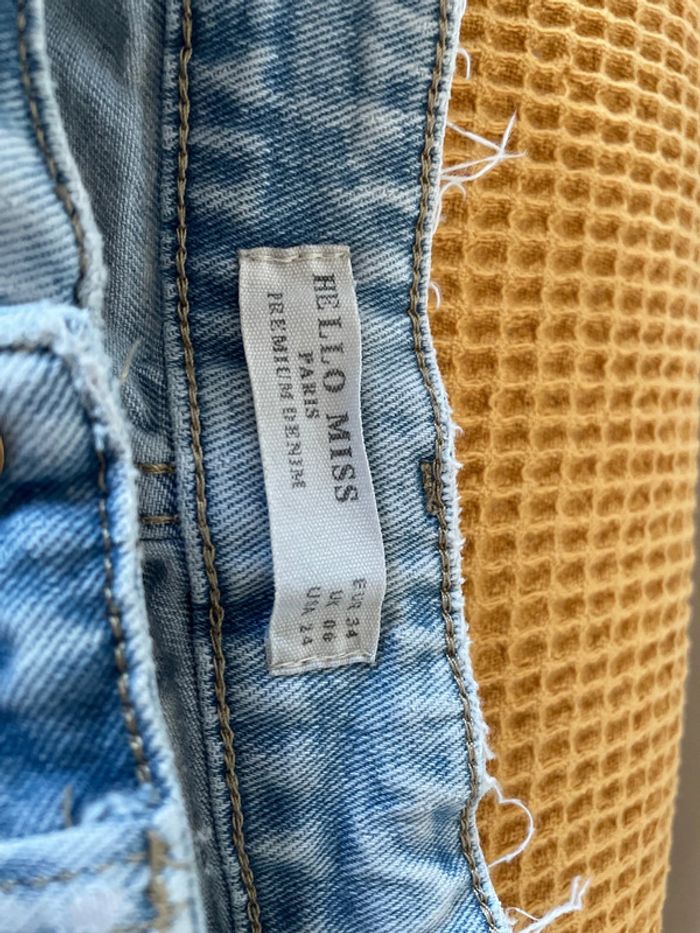 HELLO MISS
PARIS
PREMIUM DENIM
EUR 34
UK 06
USA 24